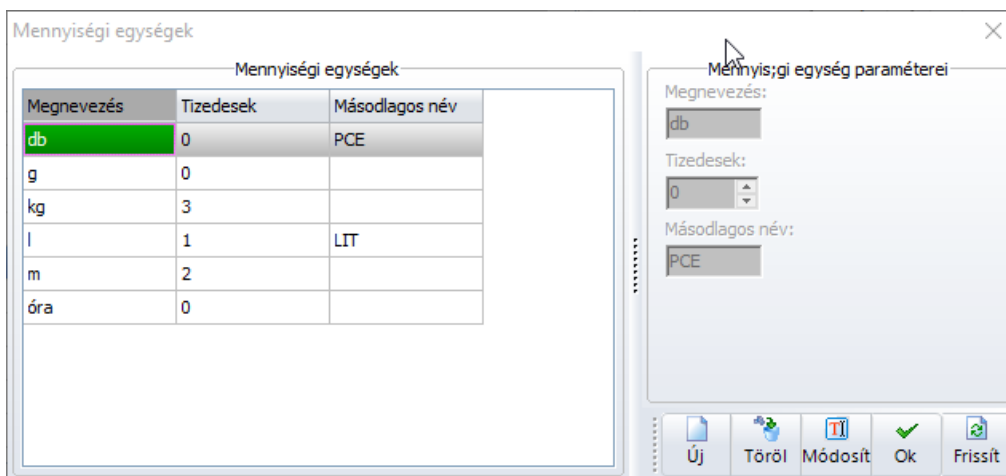 Mennyiségi egységek
Mennyiségi egységek
Megnevezés Tizedesek Másodlagos név
db 0 PCE
g 0
kg 3
l 1 LIT
m 2
óra 0
Mennyis;gi egység paraméterei
Megnevezés:
db
Tizedesek:
0
Másodlagos név:
PCE
Új Töröl Módosít Ok Frissít